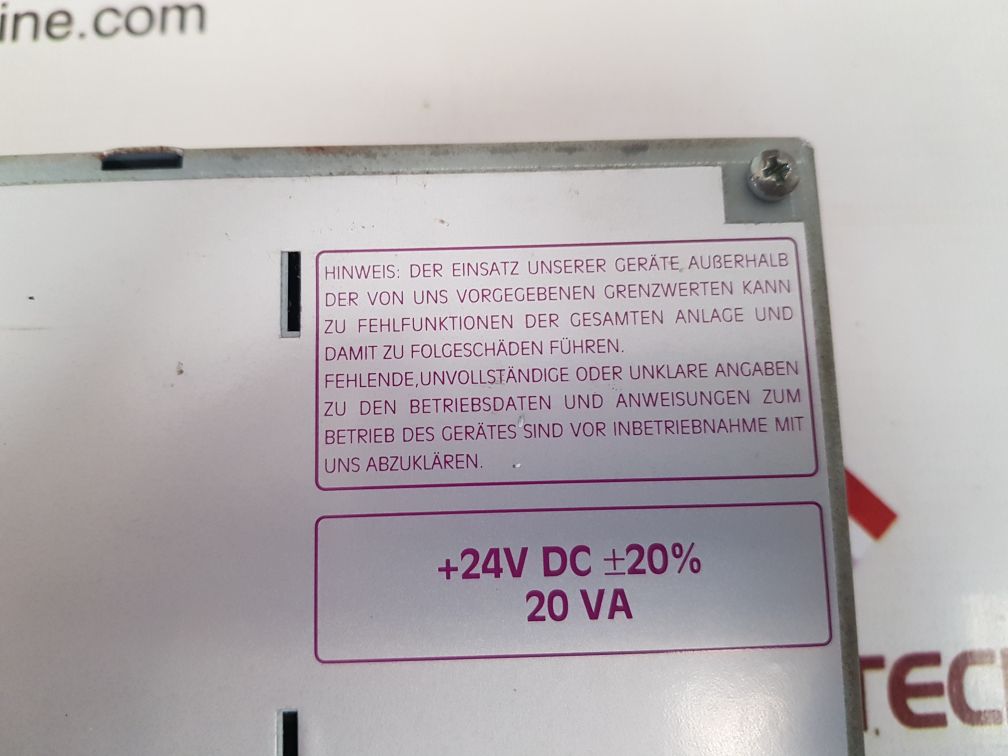 ine.com
HINWEIS: DER EINSATZ UNSERER GERÄTE AUßERHALB
DER VON UNS VORGEGEBENEN GRENZWERTEN KANN
ZU FEHLFUNKTIONEN DER GESAMTEN ANLAGE UND
DAMIT ZU FOLGESCHÄDEN FÜHREN.
FEHLENDE,UNVOLLSTÄNDIGE ODER UNKLARE ANGABEN
ZU DEN BETRIEBSDATEN UND ANWEISUNGEN ZUM
BETRIEB DES GERÄTES SIND VOR INBETRIEBNAHME MIT
UNS ABZUKLÄREN.
+24V DC ±20%
20 VA
TECH